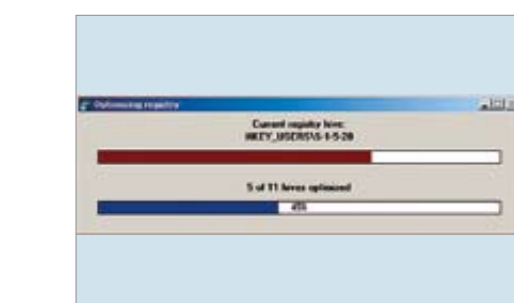 Optimizing registry
Current registry hive:
HKEY_USERS\S-1-5-20
5 of 11 hives optimized
45%